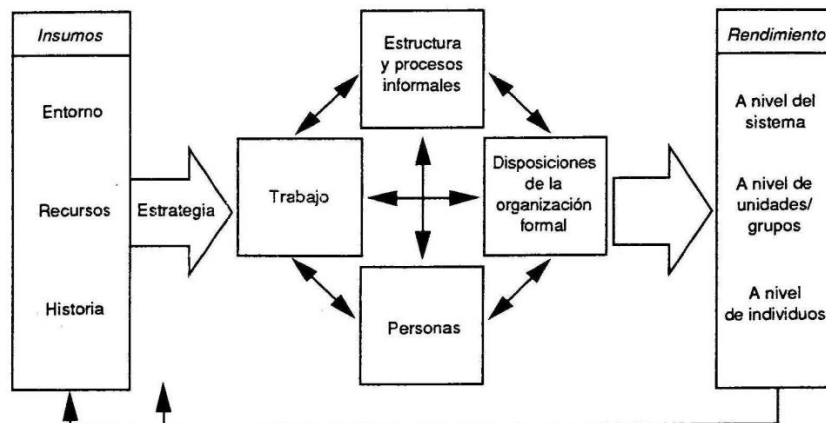 Insumos
Entorno
Recursos
Historia
Estrategia
Estructura
y procesos
informales
Trabajo
Disposiciones
de la
organización
formal
Personas
Rendimiento
A nivel del
sistema
A nivel de
unidades/
grupos
A nivel
de individuos